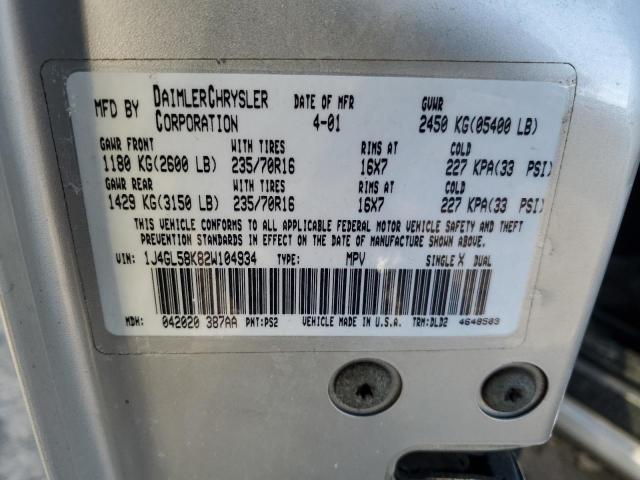 MFD BY DAIMLERCHRYSLER CORPORATION DATE OF MFR 4-01 GVWR 2450 KG(05400 LB)
GAWR FRONT WITH TIRES RIMS AT COLD
1180 KG(2600 LB) 235/70R16 16X7 227 KPA(33 PSI)
GAWR REAR WITH TIRES RIMS AT COLD
1429 KG(3150 LB) 235/70R16 16X7 227 KPA(33 PSI)
THIS VEHICLE CONFORMS TO ALL APPLICABLE FEDERAL MOTOR VEHICLE SAFETY AND THEFT
PREVENTION STANDARDS IN EFFECT ON THE DATE OF MANUFACTURE SHOWN ABOVE.
VIN: 1J4GL58K82W104934 TYPE: MPV SINGLE X DUAL
MDH: 042020 387AA PNT:PS2 VEHICLE MADE IN U.S.A. TRM:DLD2 4648503